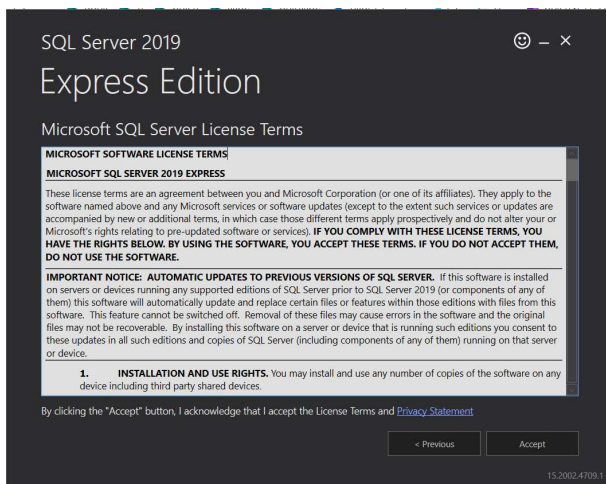 SQL Server 2019
Express Edition
Microsoft SQL Server License Terms
MICROSOFT SOFTWARE LICENSE TERMS
MICROSOFT SQL SERVER 2019 EXPRESS
These license terms are an agreement between you and Microsoft Corporation (or one of its affiliates). They apply to the
software named above and any Microsoft services or software updates (except to the extent such services or updates are
accompanied by new or additional terms, in which case those different terms apply prospectively and do not alter your or
Microsoft's rights relating to pre-updated software or services). IF YOU COMPLY WITH THESE LICENSE TERMS, YOU
HAVE THE RIGHTS BELOW. BY USING THE SOFTWARE, YOU ACCEPT THESE TERMS. IF YOU DO NOT ACCEPT THEM,
DO NOT USE THE SOFTWARE.
IMPORTANT NOTICE: AUTOMATIC UPDATES TO PREVIOUS VERSIONS OF SQL SERVER. If this software is installed
on servers or devices running any supported editions of SQL Server prior to SQL Server 2019 (or components of any of
them) this software will automatically update and replace certain files or features within those editions with files from this
software. This feature cannot be switched off. Removal of these files may cause errors in the software and the original
files may not be recoverable. By installing this software on a server or device that is running such editions you consent to
these updates in all such editions and copies of SQL Server (including components of any of them) running on that server
or device.
1. INSTALLATION AND USE RIGHTS. You may install and use any number of copies of the software on any
device including third party shared devices.
By clicking the "Accept" button, I acknowledge that I accept the License Terms and Privacy Statement
< Previous
Accept
15.2002.4709.1